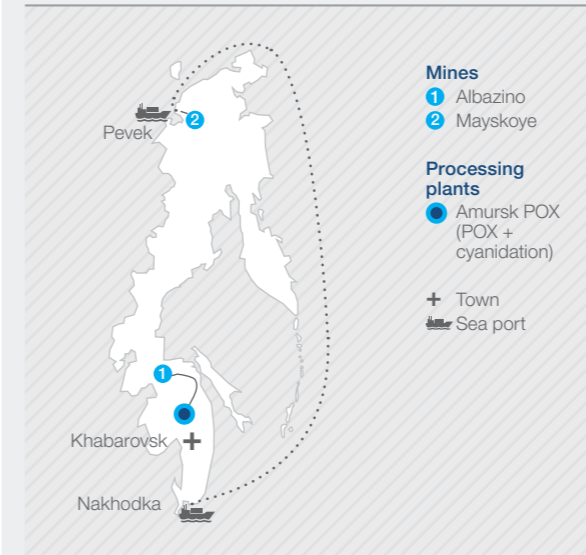 Pevek
2
1
Khabarovsk
Nakhodka
Mines
1 Albazino
2 Mayskoye
Processing
plants
Amursk POX
(POX +
cyanidation)
Town
Sea port